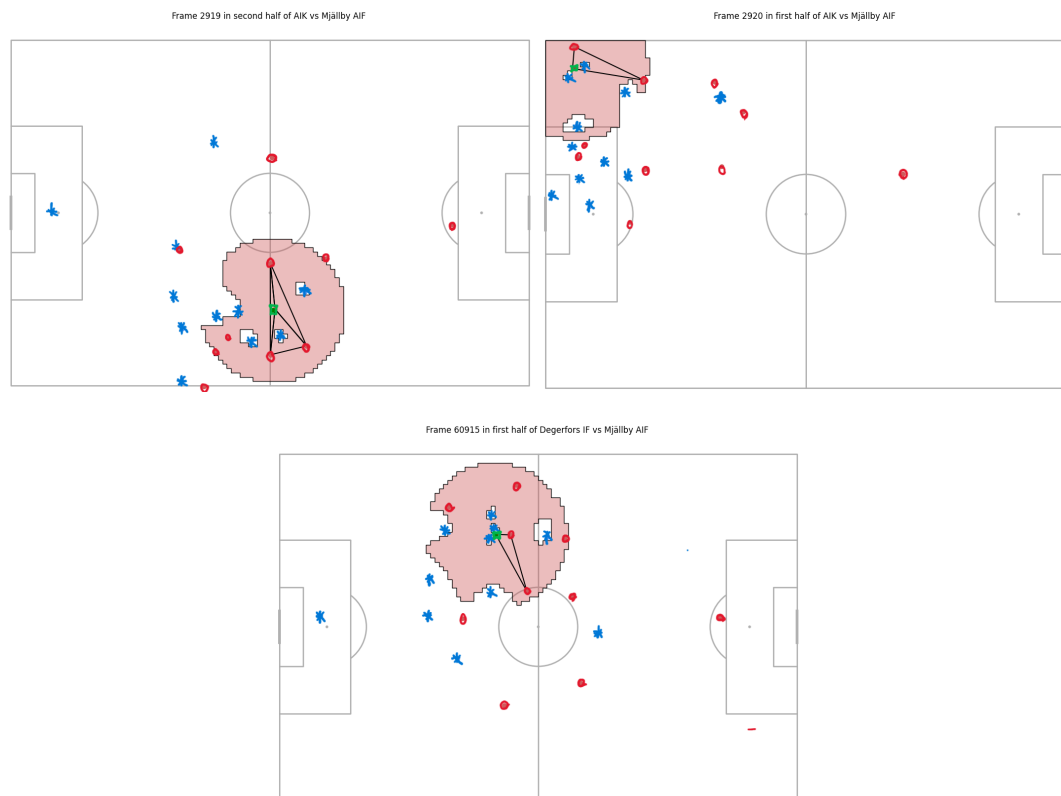 Frame 2919 in second half of AIK vs Mjällby AIF
Frame 2920 in first half of AIK vs Mjällby AIF
Frame 60915 in first half of Degerfors IF vs Mjällby AIF